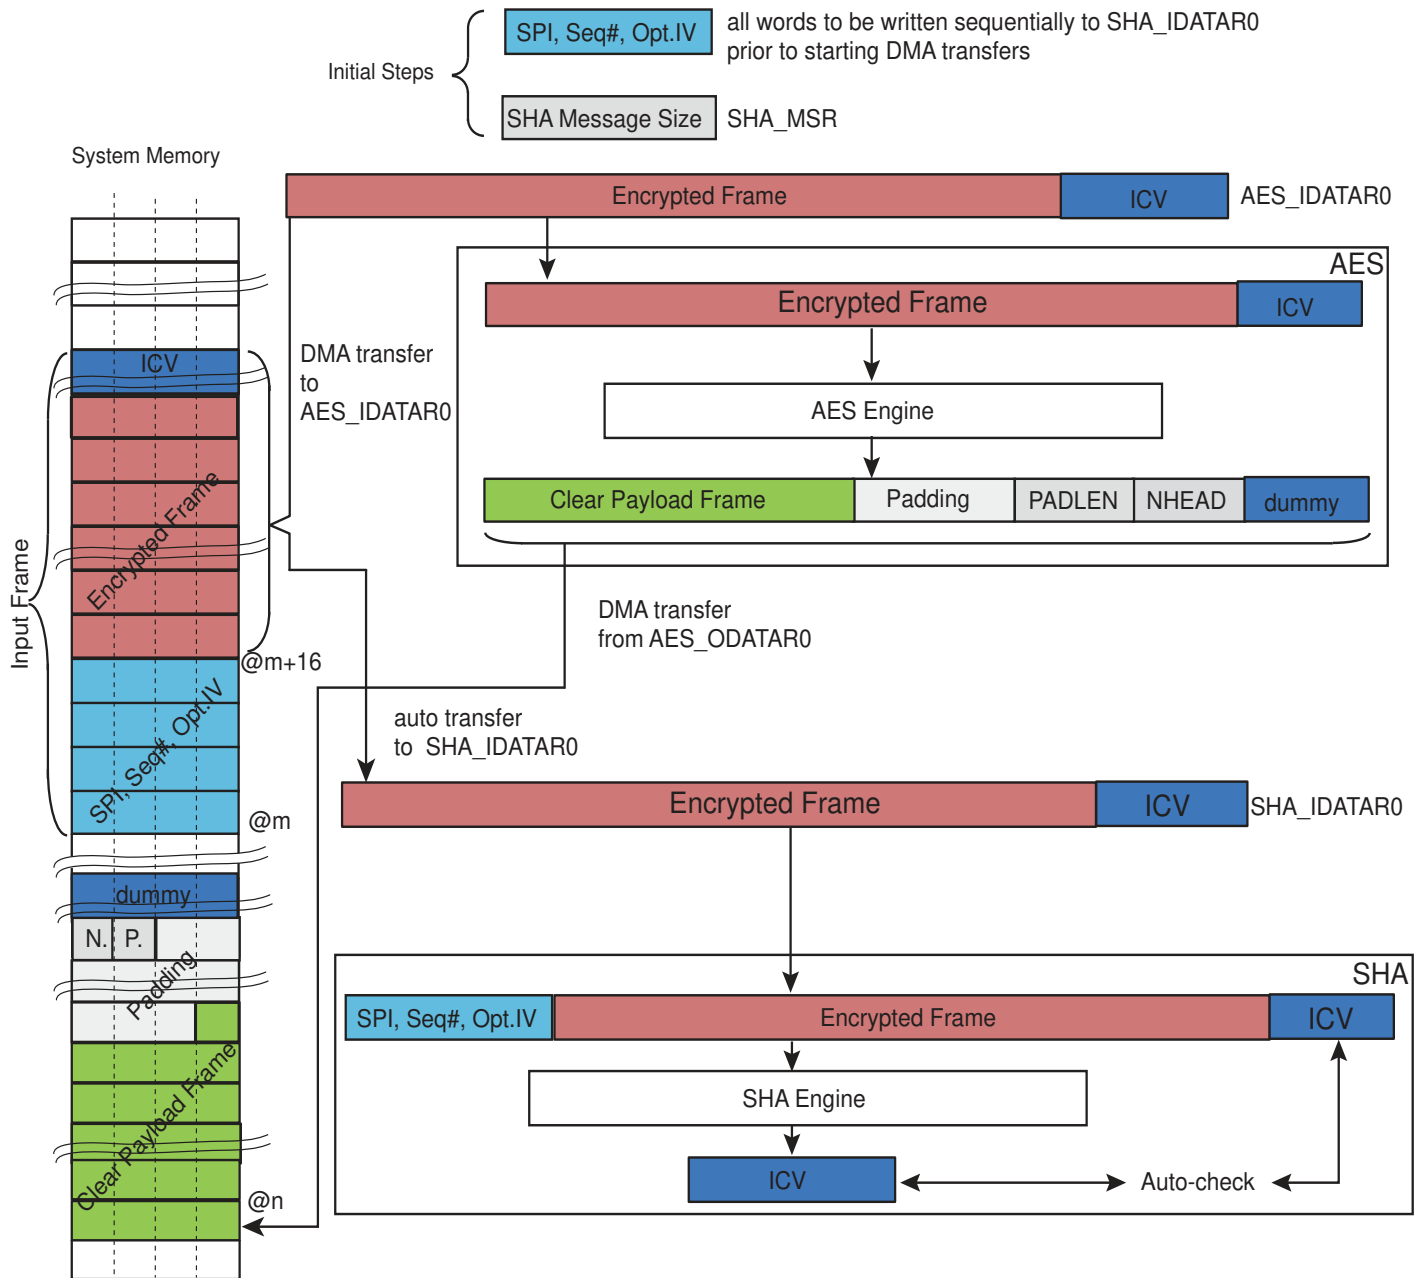 SPI, Seq#, Opt.IV
all words to be written sequentially to SHA_IDATAR0
prior to starting DMA transfers
Initial Steps
SHA Message Size
SHA_MSR
System Memory
Encrypted Frame
ICV
AES_IDATAR0
AES
Encrypted Frame
ICV
DMA transfer
to
AES_IDATAR0
AES Engine
Clear Payload Frame
Padding
PADLEN
NHEAD
dummy
ICV
Encrypted Frame
Input Frame
@m+16
SPI, Seq#, Opt.IV
@m
DMA transfer
from AES_ODATAR0
auto transfer
to SHA_IDATAR0
Encrypted Frame
ICV
SHA_IDATAR0
dummy
N.
P.
Padding
Clear Payload Frame
@n
SHA
SPI, Seq#, Opt.IV
Encrypted Frame
ICV
SHA Engine
ICV
Auto-check